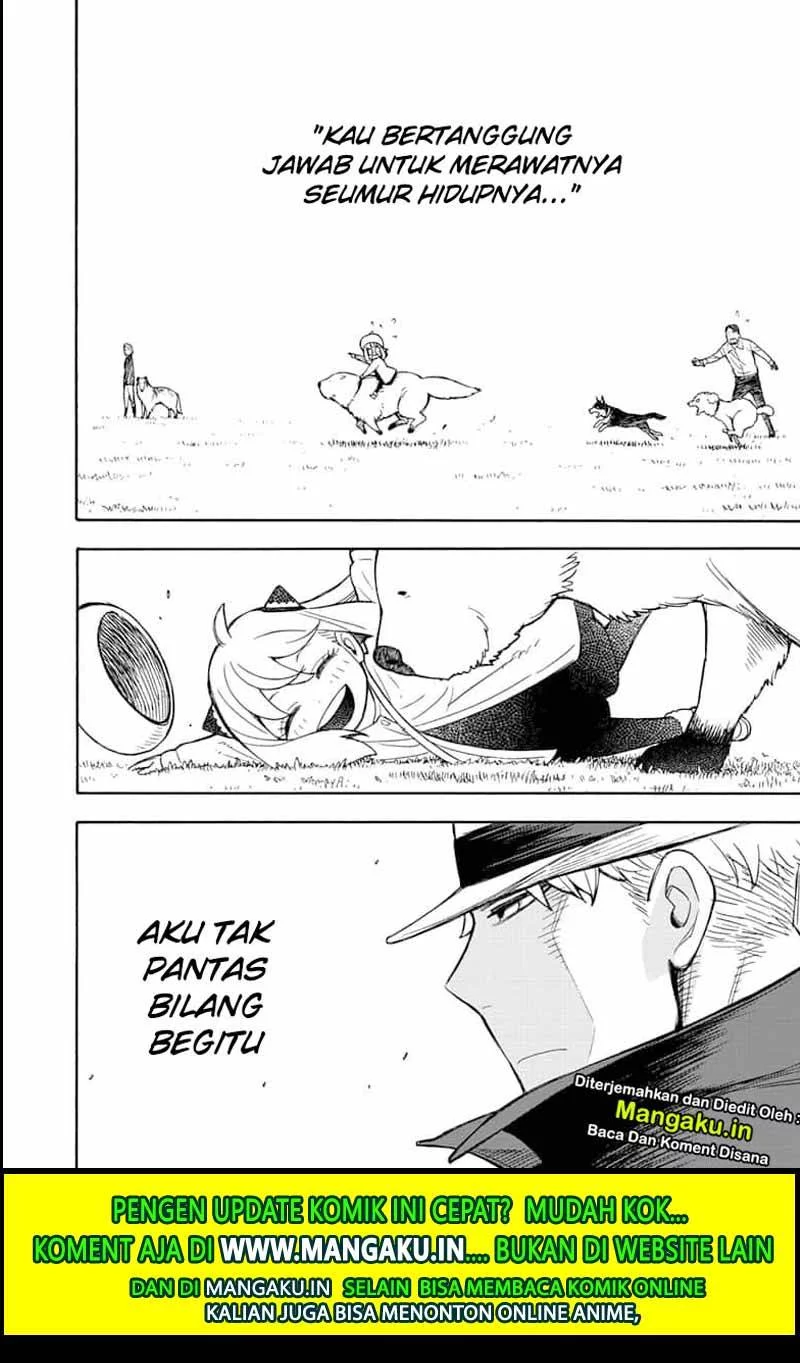 "KAU BERTANGGUNG
JAWAB UNTUK MERAWATNYA
SEUMUR HIDUPNYA..."
AKU TAK
PANTAS
BILANG
BEGITU
Diterjemahkan dan Diedit Oleh :
Mangaku.in
Baca Dan Koment Disana
PENGEN UPDATE KOMIK INI CEPAT? MUDAH KOK...
KOMENT AJA DI WWW.MANGAKU.IN.... BUKAN DI WEBSITE LAIN
DAN DI MANGAKU.IN SELAIN BISA MEMBACA KOMIK ONLINE
KALIAN JUGA BISA MENONTON ONLINE ANIME,